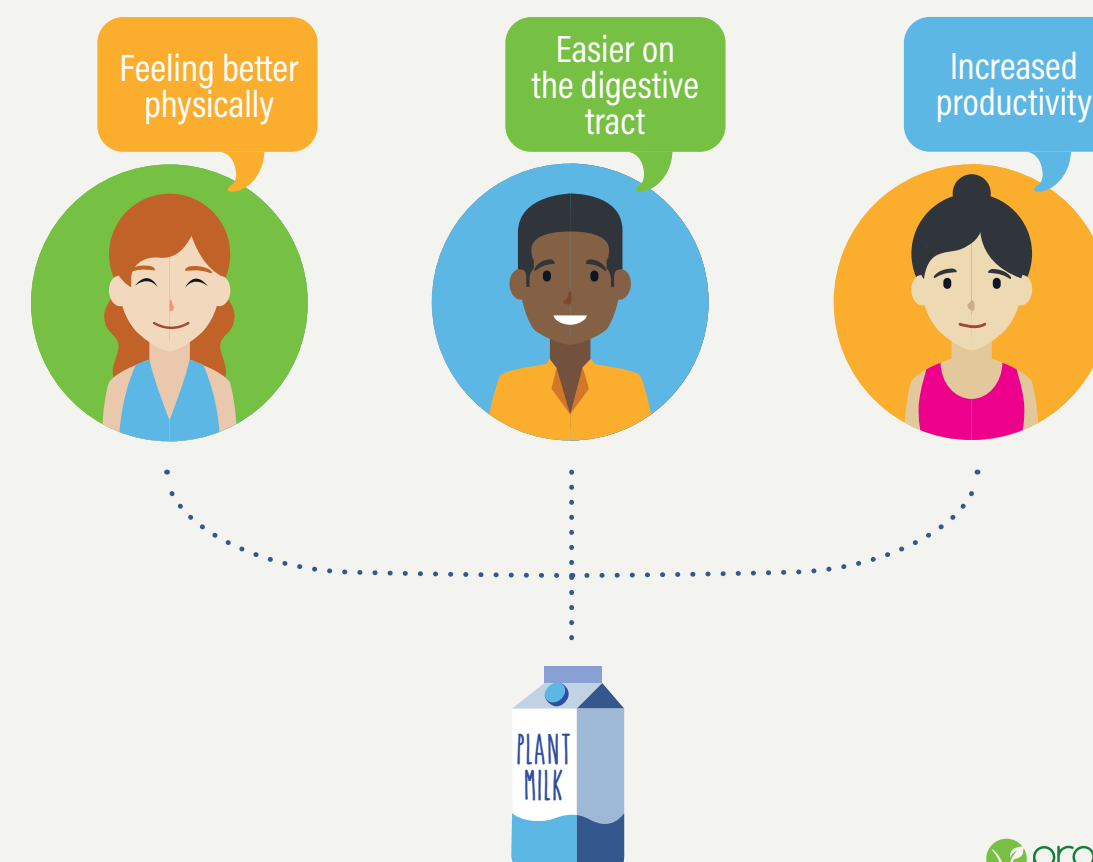 Feeling better
physically
Easier on
the digestive
tract
Increased
productivity
PLANT
MILK